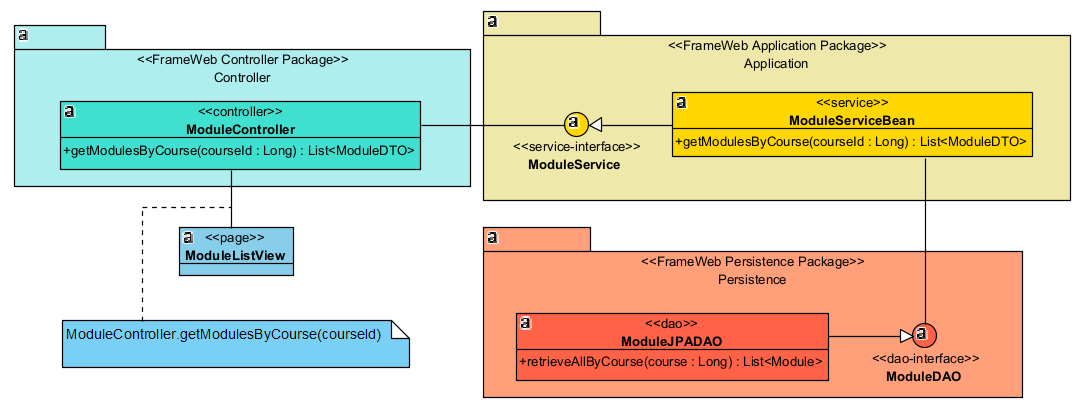 a
<<FrameWeb Controller Package>>
Controller
a
<<controller>>
ModuleController
+getModulesByCourse(courseId : Long) : List<ModuleDTO>
a
<<page>>
ModuleListView
ModuleController.getModulesByCourse(courseId)
a
<<FrameWeb Application Package>>
Application
a
<<service-interface>>
ModuleService
a
<<service>>
ModuleServiceBean
+getModulesByCourse(courseId : Long) : List<ModuleDTO>
a
<<FrameWeb Persistence Package>>
Persistence
a
<<dao>>
ModuleJPADAO
+retrieveAllByCourse(course : Long) : List<Module>
a
<<dao-interface>>
ModuleDAO